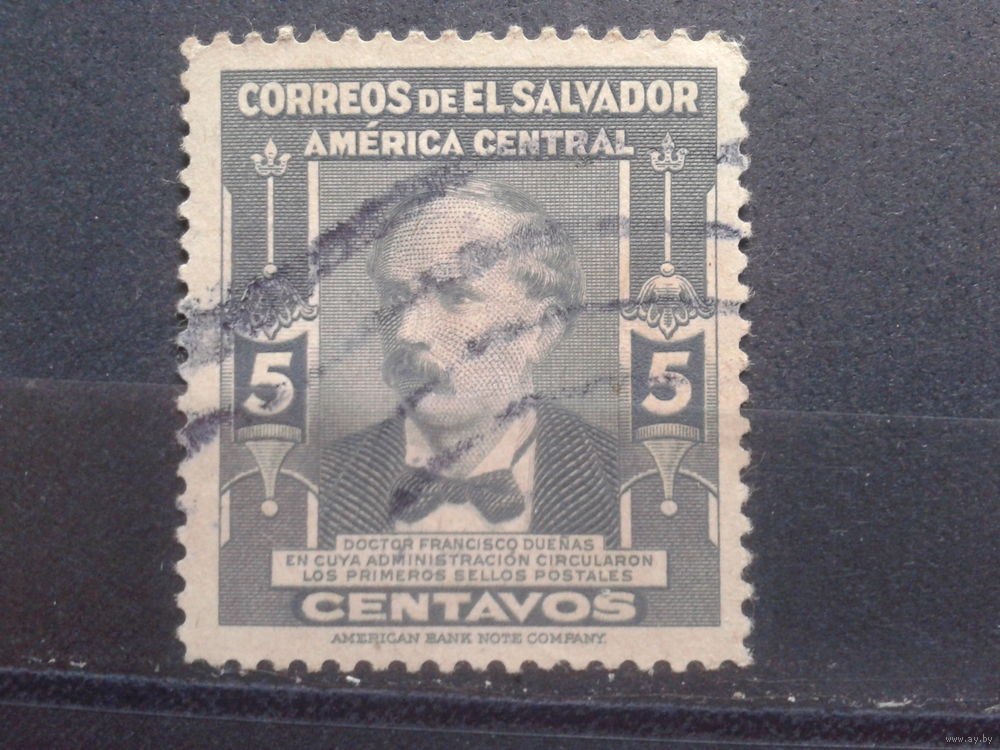 CORREOS DE EL SALVADOR
AMÉRICA CENTRAL
5 5
DOCTOR FRANCISCO DUEÑAS
EN CUYA ADMINISTRACIÓN CIRCULARON
LOS PRIMEROS SELLOS POSTALES
CENTAVOS
AMERICAN BANK NOTE COMPANY.
www.ay.by